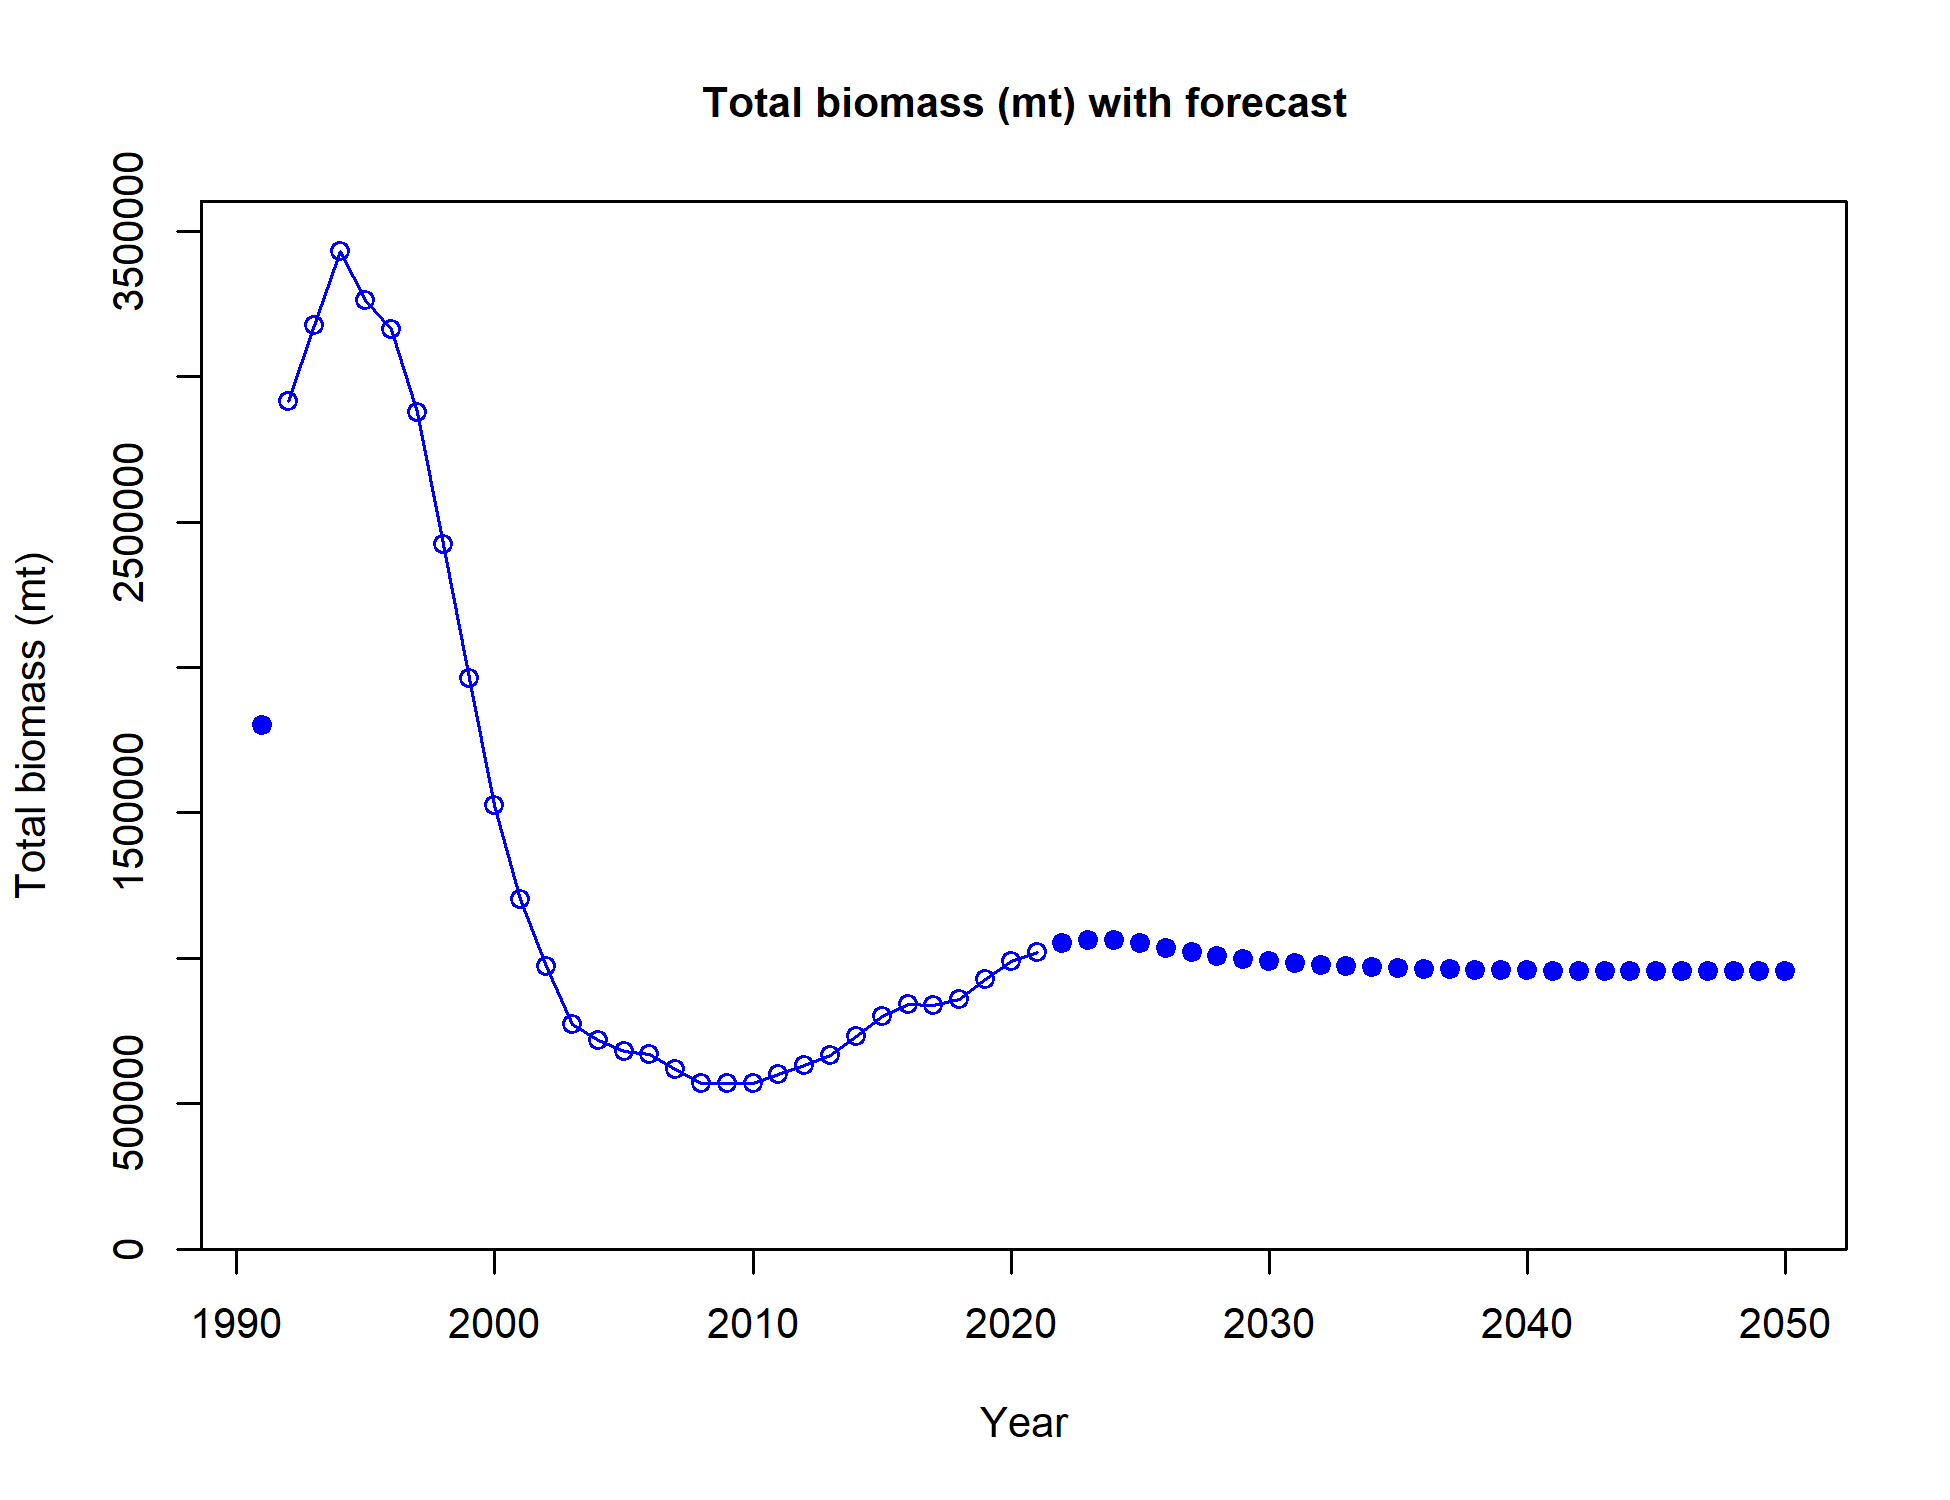 Total biomass (mt) with forecast
Total biomass (mt)
3500000
2500000
1500000
500000
0
1990 2000 2010 2020 2030 2040 2050
Year